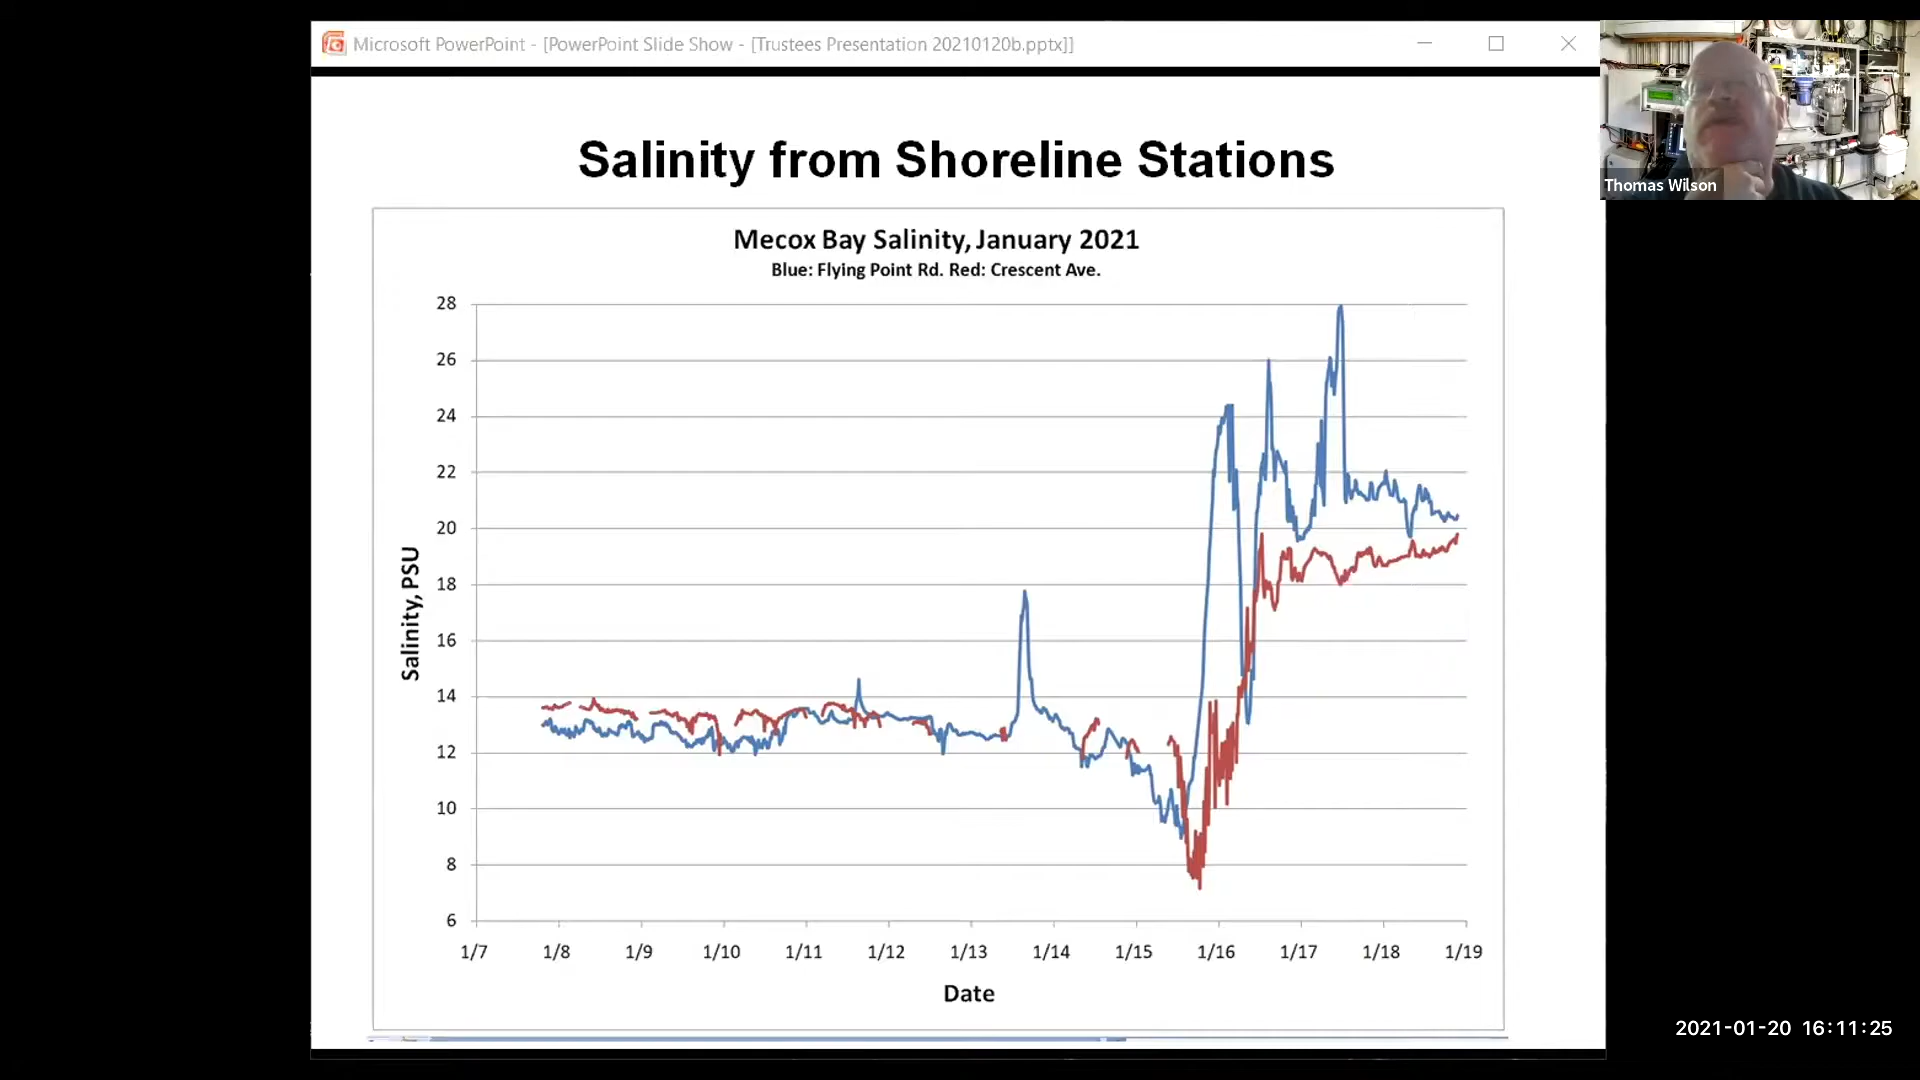 Microsoft PowerPoint - [PowerPoint Slide Show - [Trustees Presentation 20210120b.pptx]]
Thomas Wilson
Salinity from Shoreline Stations
Mecox Bay Salinity, January 2021
Blue: Flying Point Rd. Red: Crescent Ave.
28
26
24
22
20
18
16
14
12
10
8
6
Salinity, PSU
1/7 1/8 1/9 1/10 1/11 1/12 1/13 1/14 1/15 1/16 1/17 1/18 1/19
Date
2021-01-20 16:11:25